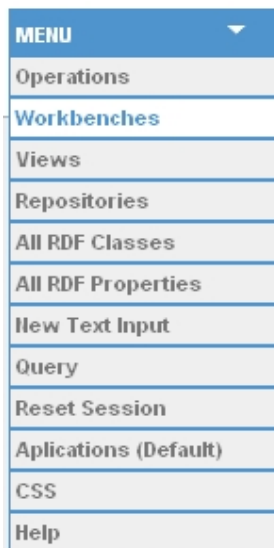 MENU
Operations
Workbenches
Views
Repositories
All RDF Classes
All RDF Properties
New Text Input
Query
Reset Session
Aplications (Default)
CSS
Help